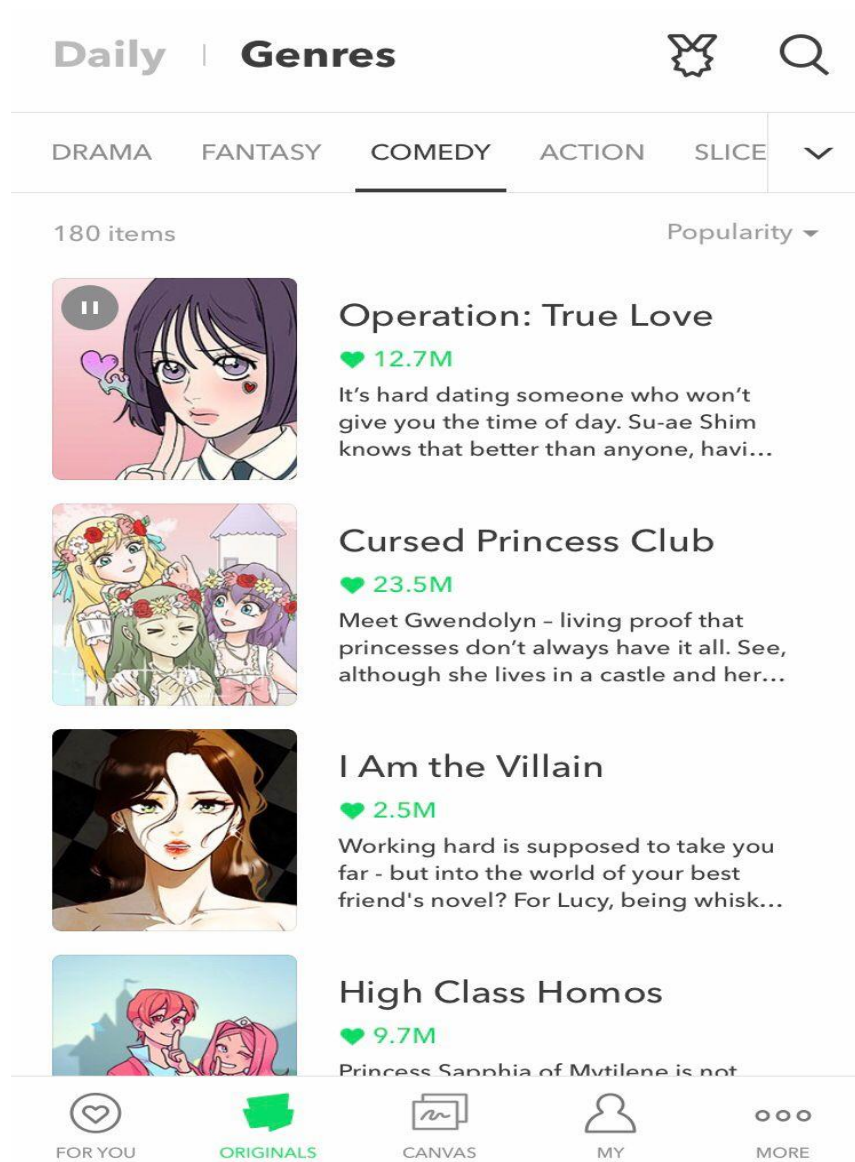 Daily | Genres
DRAMA FANTASY COMEDY ACTION SLICE
180 items Popularity
Operation: True Love
12.7M
It’s hard dating someone who won’t
give you the time of day. Su-ae Shim
knows that better than anyone, havi...
Cursed Princess Club
23.5M
Meet Gwendolyn – living proof that
princesses don’t always have it all. See,
although she lives in a castle and her...
I Am the Villain
2.5M
Working hard is supposed to take you
far - but into the world of your best
friend's novel? For Lucy, being whisk...
High Class Homos
9.7M
Princess Sapphia of Mytilene is not
FOR YOU ORIGINALS CANVAS MY MORE